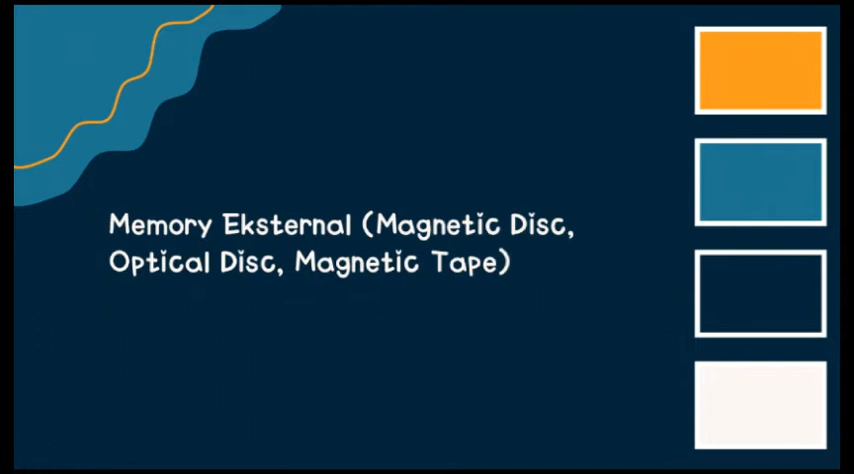 Memory Eksternal (Magnetic Disc,
Optical Disc, Magnetic Tape)